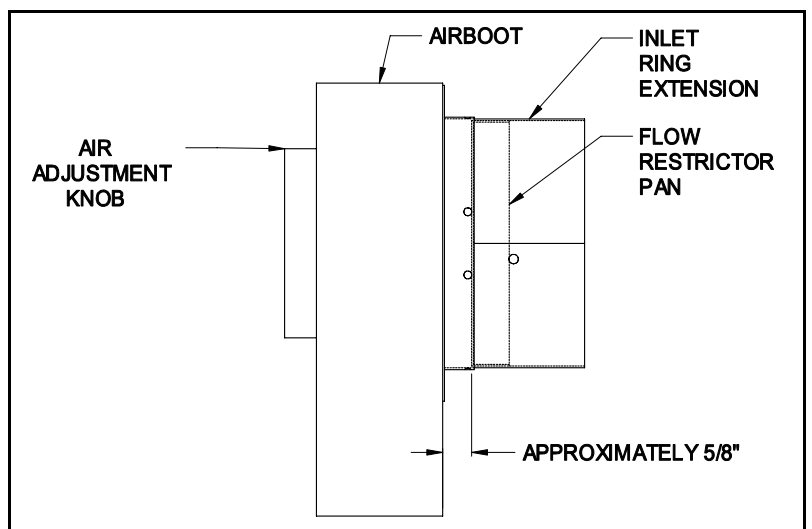 AIRBOOT
INLET
RING
EXTENSION
AIR
ADJUSTMENT
KNOB
FLOW
RESTRICTOR
PAN
APPROXIMATELY 5/8"